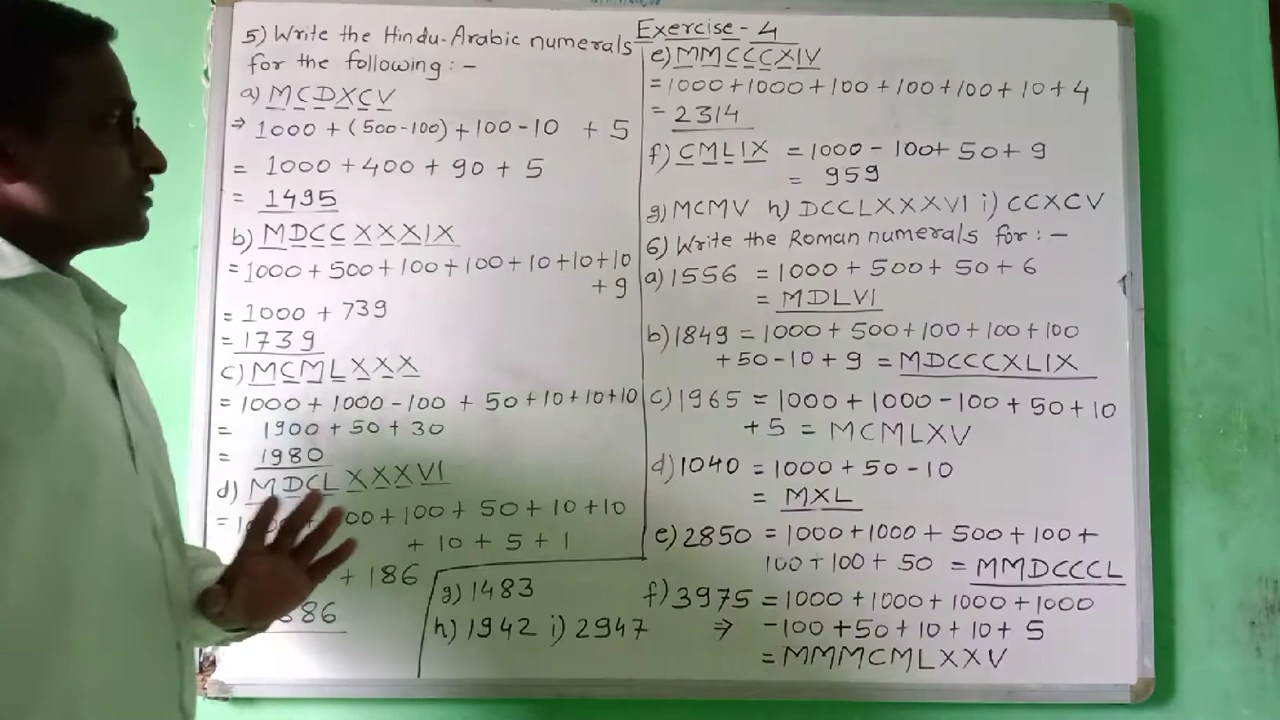 Exercise - 4
5) Write the Hindu-Arabic numerals
for the following : -
a) MCDXCV
⇒ 1000 + (500-100) + 100 - 10 + 5
= 1000 + 400 + 90 + 5
= 1495
b) MDCCXXXIX
= 1000 + 500 + 100 + 100 + 10 + 10 + 10
+ 9
= 1000 + 739
= 1739
c) MCMLXXX
= 1000 + 1000 - 100 + 50 + 10 + 10 + 10
= 1900 + 50 + 30
= 1980
d) MDCLXXXVI
+ 100 + 50 + 10 + 10
+ 10 + 5 + 1
+ 186
86
e) MMCCCXIV
= 1000 + 1000 + 100 + 100 + 100 + 10 + 4
= 2314
f) CMLIX = 1000 - 100 + 50 + 9
= 959
g) MCMV h) DCCLXXXVI i) CCXCV
6) Write the Roman numerals for : -
a) 1556 = 1000 + 500 + 50 + 6
= MDLVI
b) 1849 = 1000 + 500 + 100 + 100 + 100
+ 50 - 10 + 9 = MDCCCXLIX
c) 1965 = 1000 + 1000 - 100 + 50 + 10
+ 5 = MCMLXV
d) 1040 = 1000 + 50 - 10
= MXL
e) 2850 = 1000 + 1000 + 500 + 100 +
100 + 100 + 50 = MMDCCCL
f) 3975 = 1000 + 1000 + 1000 + 1000
⇒ - 100 + 50 + 10 + 10 + 5
= MMMCMLXXV
g) 1483
h) 1942 i) 2947